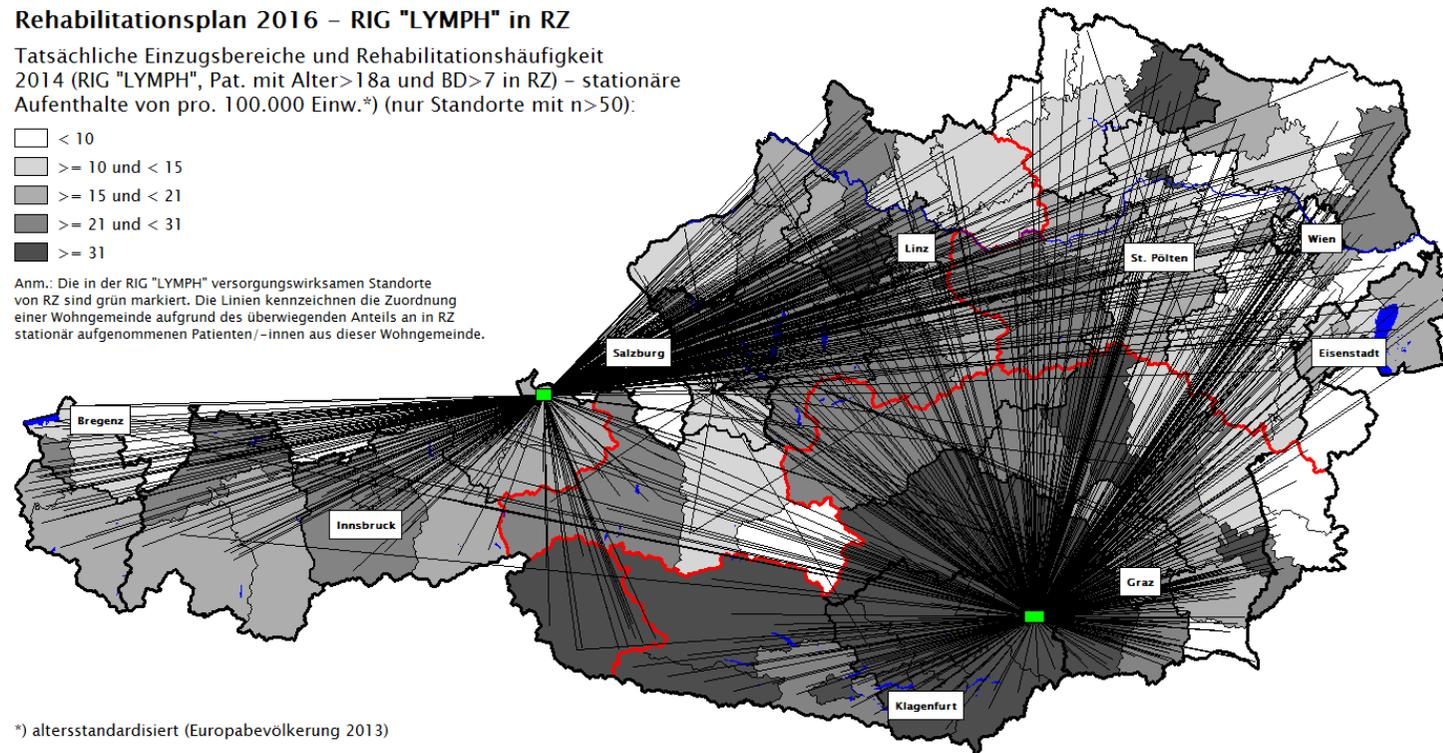 Rehabilitationsplan 2016 – RIG "LYMPH" in RZ
Tatsächliche Einzugsbereiche und Rehabilitationshäufigkeit
2014 (RIG "LYMPH", Pat. mit Alter>18a und BD>7 in RZ) – stationäre
Aufenthalte von pro. 100.000 Einw.*) (nur Standorte mit n>50):
< 10
>= 10 und < 15
>= 15 und < 21
>= 21 und < 31
>= 31
Anm.: Die in der RIG "LYMPH" versorgungswirksamen Standorte
von RZ sind grün markiert. Die Linien kennzeichnen die Zuordnung
einer Wohngemeinde aufgrund des überwiegenden Anteils an in RZ
stationär aufgenommenen Patienten/-innen aus dieser Wohngemeinde.
Linz
Wien
St. Pölten
Salzburg
Eisenstadt
Bregenz
Innsbruck
Graz
Klagenfurt
*) altersstandardisiert (Europabevölkerung 2013)